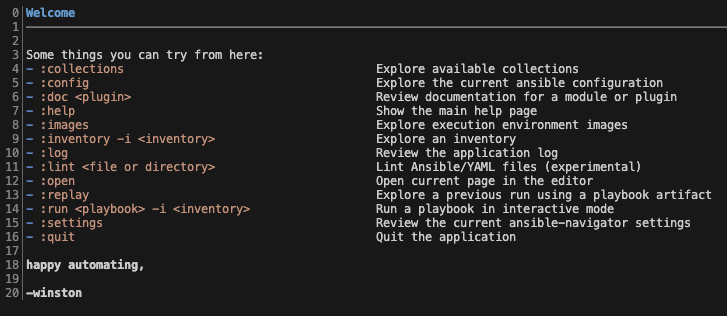 0 Welcome
1
2
3 Some things you can try from here:
4 - :collections Explore available collections
5 - :config Explore the current ansible configuration
6 - :doc <plugin> Review documentation for a module or plugin
7 - :help Show the main help page
8 - :images Explore execution environment images
9 - :inventory -i <inventory> Explore an inventory
10 - :log Review the application log
11 - :lint <file or directory> Lint Ansible/YAML files (experimental)
12 - :open Open current page in the editor
13 - :replay Explore a previous run using a playbook artifact
14 - :run <playbook> -i <inventory> Run a playbook in interactive mode
15 - :settings Review the current ansible-navigator settings
16 - :quit Quit the application
17
18 happy automating,
19
20 -winston